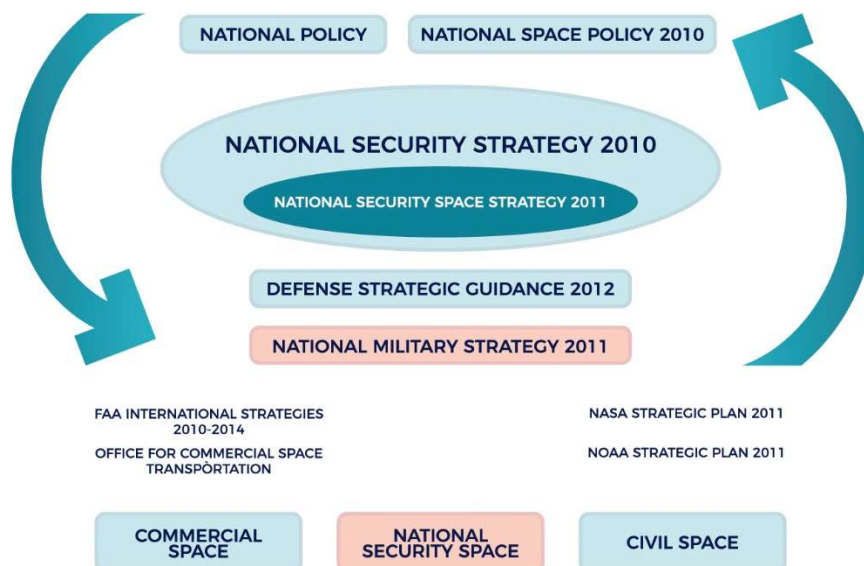 NATIONAL POLICY
NATIONAL SPACE POLICY 2010
NATIONAL SECURITY STRATEGY 2010
NATIONAL SECURITY SPACE STRATEGY 2011
DEFENSE STRATEGIC GUIDANCE 2012
NATIONAL MILITARY STRATEGY 2011
FAA INTERNATIONAL STRATEGIES
2010-2014
OFFICE FOR COMMERCIAL SPACE
TRANSPÒRTATION
NASA STRATEGIC PLAN 2011
NOAA STRATEGIC PLAN 2011
COMMERCIAL
SPACE
NATIONAL
SECURITY SPACE
CIVIL SPACE